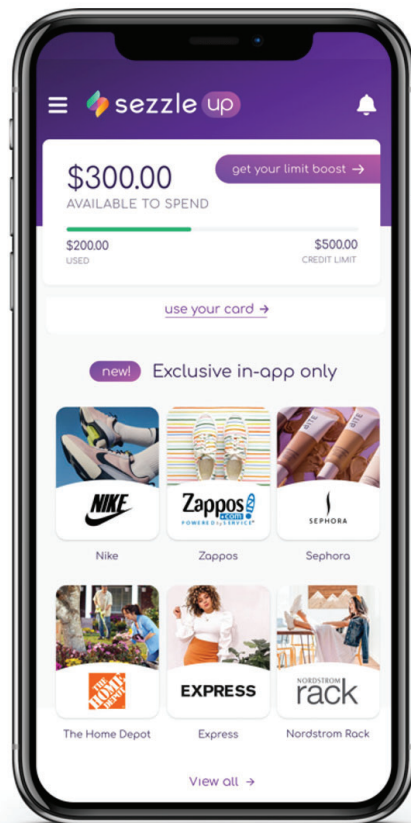 sezzle up
$300.00
get your limit boost →
AVAILABLE TO SPEND
$200.00
$500.00
USED
CREDIT LIMIT
use your card →
new! Exclusive in-app only
NIKE
Zappos
.com
POWERED by SERVICE®
SEPHORA
Nike
Zappos
Sephora
THE HOME DEPOT
EXPRESS
NORDSTROM
rack
The Home Depot
Express
Nordstrom Rack
View all →